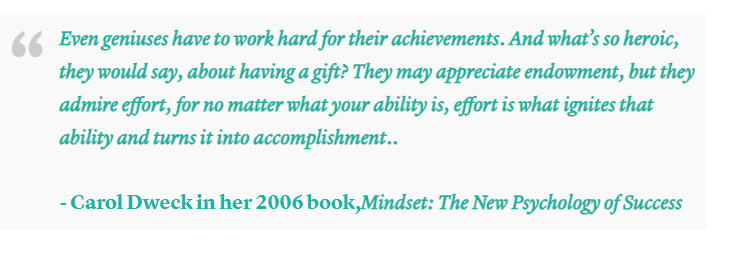 “
Even geniuses have to work hard for their achievements. And what’s so heroic,
they would say, about having a gift? They may appreciate endowment, but they
admire effort, for no matter what your ability is, effort is what ignites that
ability and turns it into accomplishment..
- Carol Dweck in her 2006 book,Mindset: The New Psychology of Success